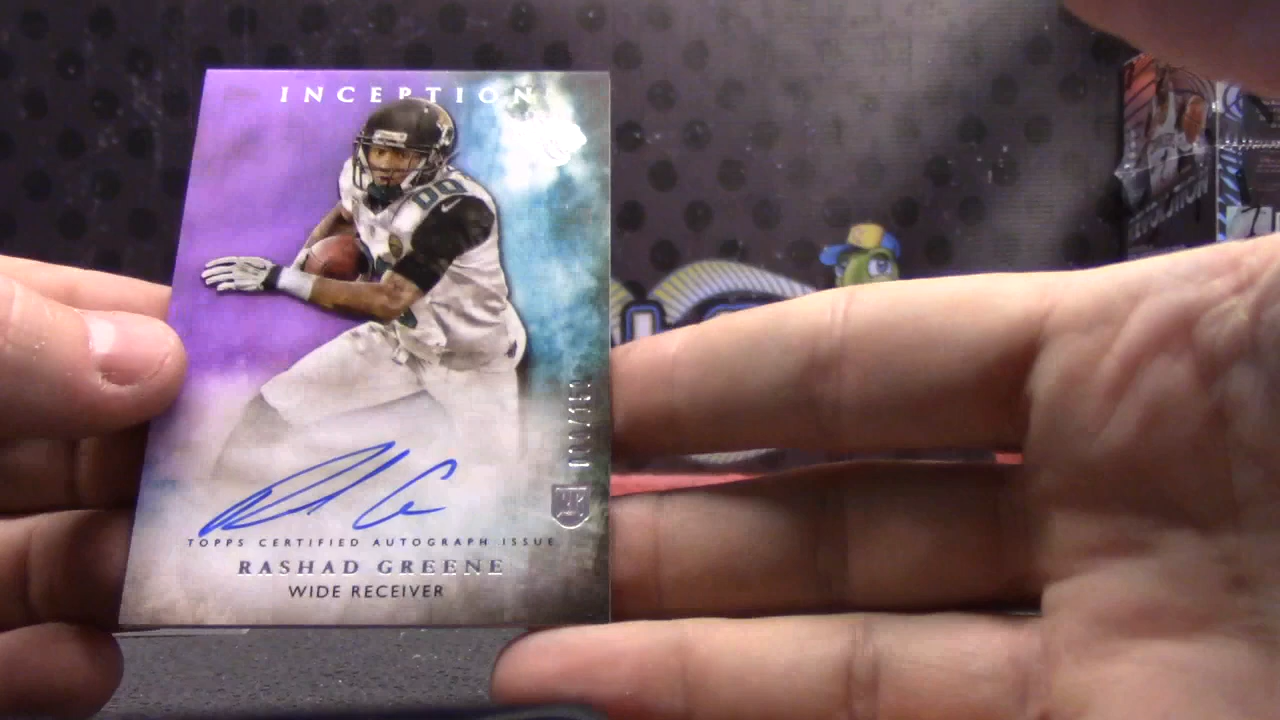 INCEPTION
TOPPS CERTIFIED AUTOGRAPH ISSUE
RASHAD GREENE
WIDE RECEIVER